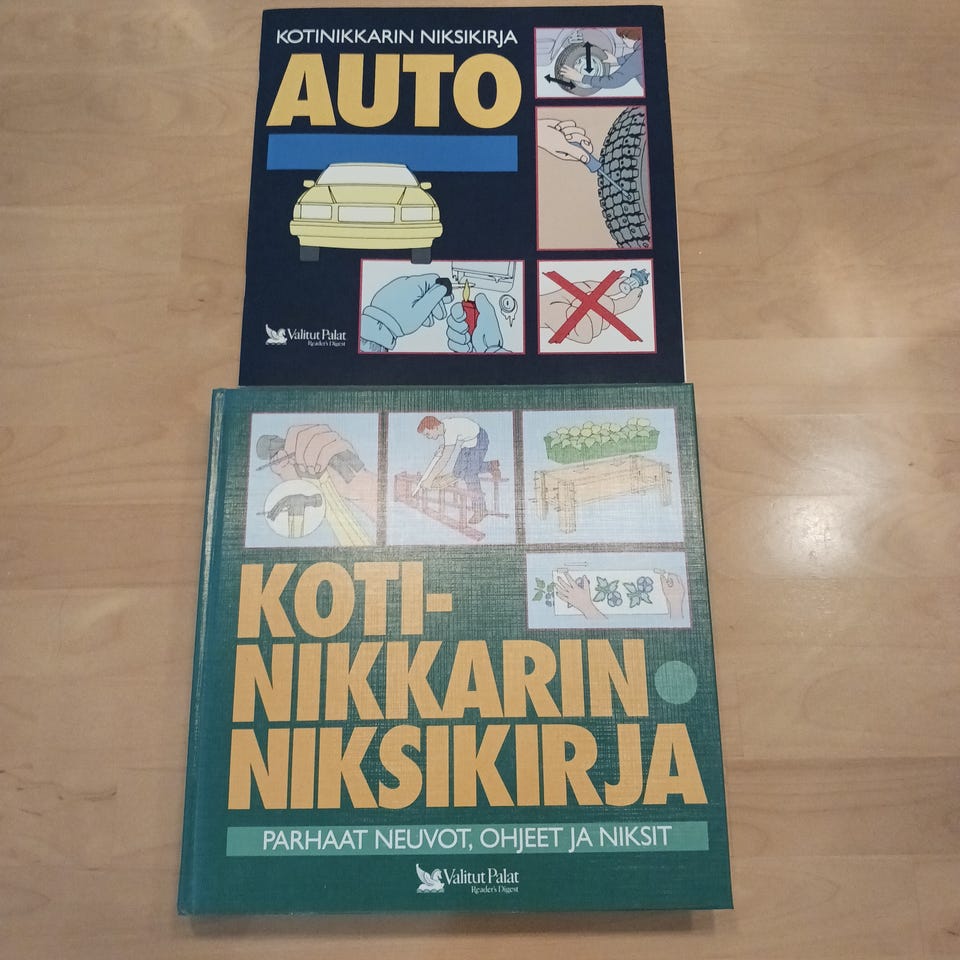 KOTINIKKARIN NIKSIKIRJA
AUTO
Valitut Palat
Reader's Digest
KOTI-
NIKKARIN
NIKSIKIRJA
PARHAAT NEUVOT, OHJEET JA NIKSIT
Valitut Palat
Reader's Digest